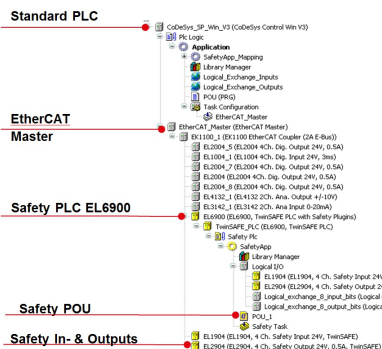 Standard PLC
CoDeSys_SP_Win_V3 (CoDeSys Control Win V3)
Plc Logic
Application
SafetyApp_Mapping
Library Manager
Logical_Exchange_Inputs
Logical_Exchange_Outputs
POU (PRG)
Task Configuration
EtherCAT_Master
EtherCAT
Master
EtherCAT_Master (EtherCAT Master)
EK1100_1 (EK1100 EtherCAT Coupler (2A E-Bus))
EL2004_5 (EL2004 4Ch. Dig. Output 24V, 0.5A)
EL1004_1 (EL1004 4Ch. Dig. Input 24V, 3ms)
EL2004_7 (EL2004 4Ch. Dig. Output 24V, 0.5A)
EL2004 (EL2004 4Ch. Dig. Output 24V, 0.5A)
EL2004_8 (EL2004 4Ch. Dig. Output 24V, 0.5A)
EL4132_1 (EL4132 2Ch. Ana. Output +/-10V)
EL3142_1 (EL3142 2Ch. Ana Input 0-20mA)
Safety PLC EL6900
EL6900 (EL6900, TwinSAFE PLC with Safety Plugins)
TwinSAFE_PLC (EL6900, TwinSAFE PLC)
Safety Plc
SafetyApp
Library Manager
Logical I/O
EL1904 (EL1904, 4 Ch. Safety Input 24V
EL2904 (EL2904, 4 Ch. Safety Output 2
Logical_exchange_8_input_bits (Logical
Logical_exchange_8_output_bits (Logical
Safety POU
POU_1
Safety Task
Safety In- & Outputs
EL1904 (EL1904, 4 Ch. Safety Input 24V, TwinSAFE)
EL2904 (EL2904, 4 Ch. Safety Output 24V, 0.5A, TwinSAFE)